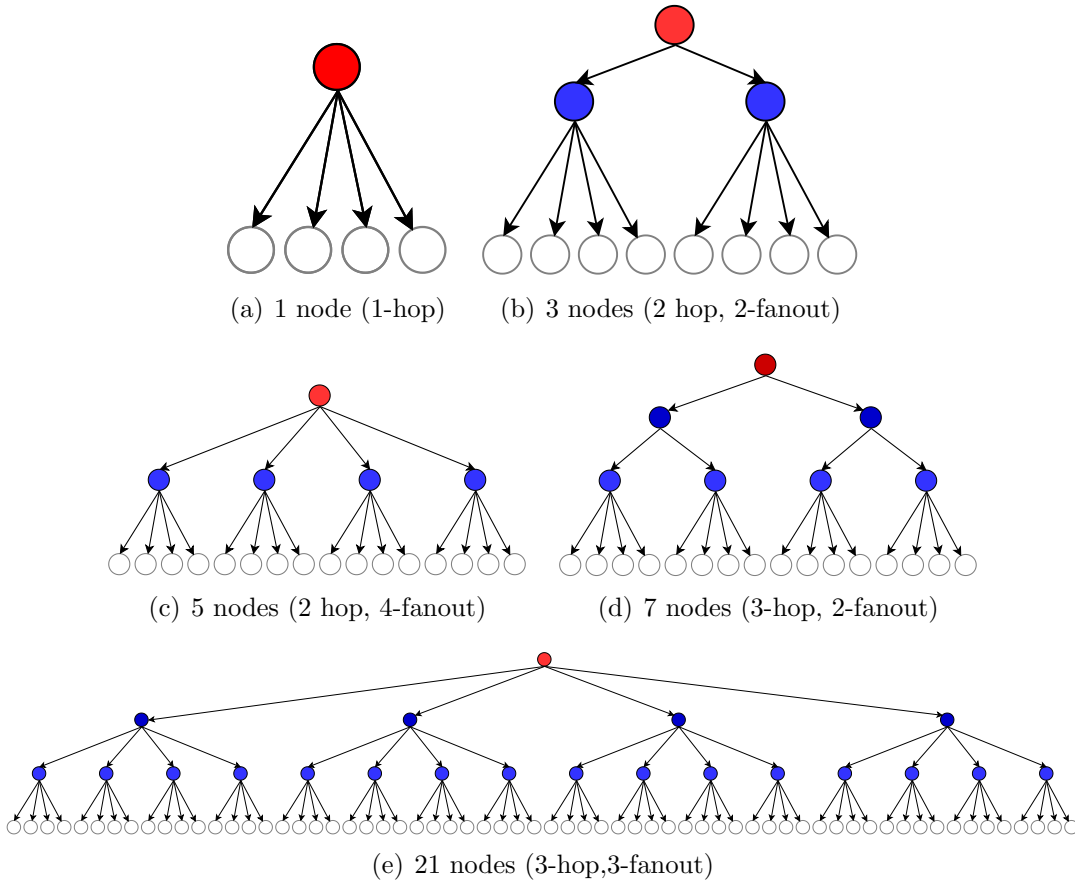 (a) 1 node (1-hop)
(b) 3 nodes (2 hop, 2-fanout)
(c) 5 nodes (2 hop, 4-fanout)
(d) 7 nodes (3-hop, 2-fanout)
(e) 21 nodes (3-hop,3-fanout)